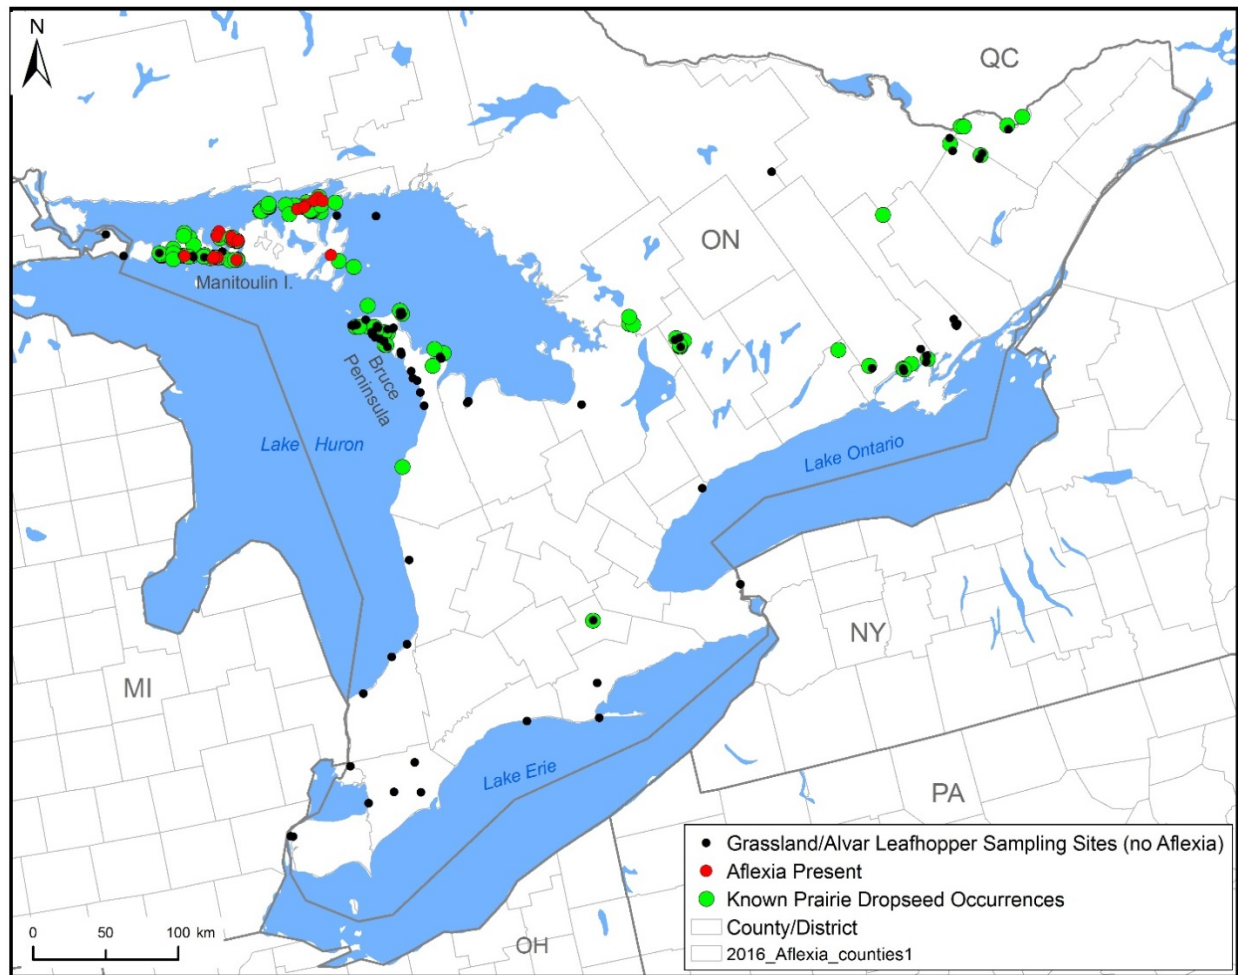 N
QC
ON
Manitoulin I.
Bruce
Peninsula
Lake Huron
Lake Ontario
NY
MI
Lake Erie
PA
OH
Grassland/Alvar Leafhopper Sampling Sites (no Aflexia)
Aflexia Present
Known Prairie Dropseed Occurrences
County/District
2016_Aflexia_counties1
0 50 100 km